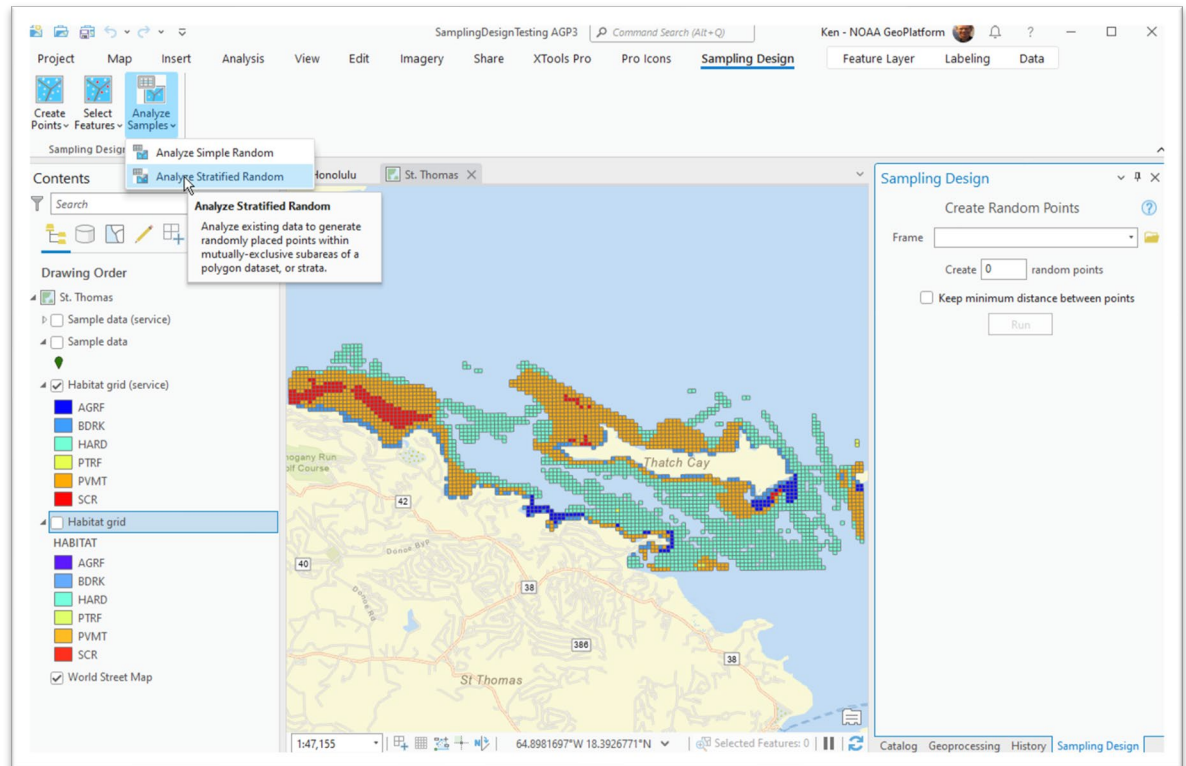 SamplingDesignTesting AGP3
Command Search (Alt+Q)
Ken - NOAA GeoPlatform
?
Project Map Insert Analysis View Edit Imagery Share XTools Pro Pro Icons Sampling Design Feature Layer Labeling Data
Create Points
Select Features
Analyze Samples
Sampling Design
Analyze Simple Random
Analyze Stratified Random
Analyze Stratified Random
Analyze existing data to generate
randomly placed points within
mutually-exclusive subareas of a
polygon dataset, or strata.
Contents
Search
Drawing Order
St. Thomas
Sample data (service)
Sample data
Habitat grid (service)
AGRF
BDRK
HARD
PTRF
PVMT
SCR
Habitat grid
HABITAT
AGRF
BDRK
HARD
PTRF
PVMT
SCR
World Street Map
Honolulu
St. Thomas
Thatch Cay
42
40
38
386
38
St Thomas
1:47,155
64.8981697°W 18.3926771°N
Selected Features: 0
Sampling Design
Create Random Points
?
Frame
Create 0 random points
Keep minimum distance between points
Run
Catalog Geoprocessing History Sampling Design